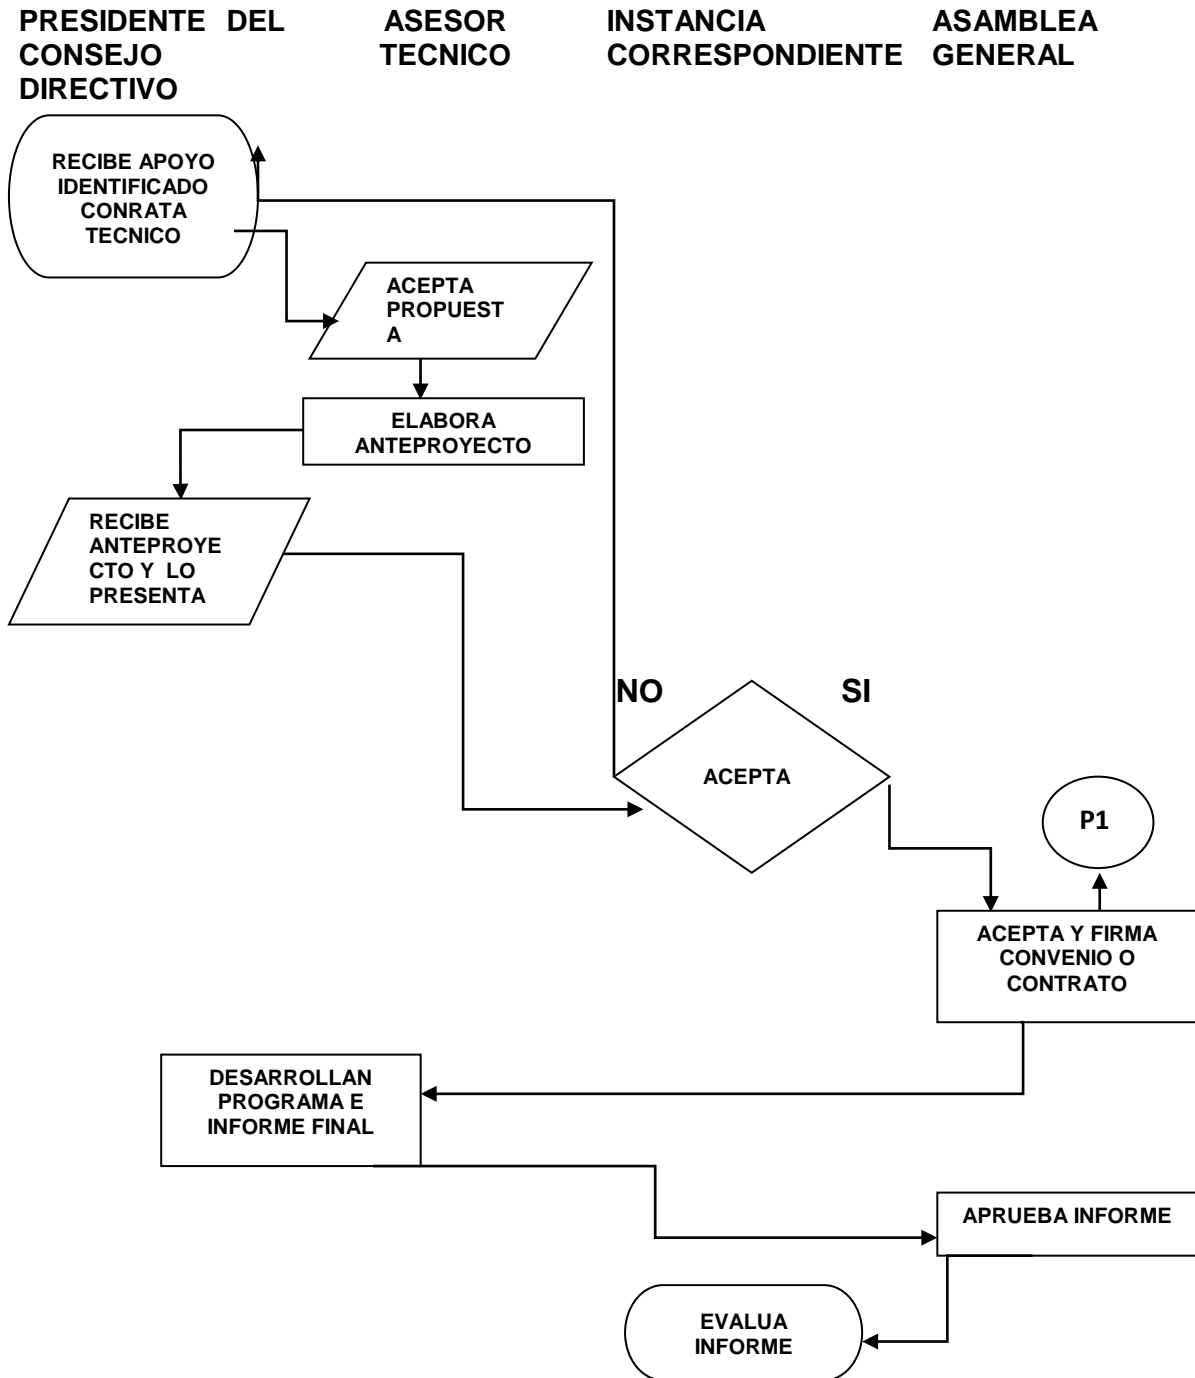 PRESIDENTE DEL
CONSEJO
DIRECTIVO
ASESOR
TECNICO
INSTANCIA
CORRESPONDIENTE
ASAMBLEA
GENERAL
RECIBE APOYO
IDENTIFICADO
CONRATA
TECNICO
ACEPTA
PROPUEST
A
ELABORA
ANTEPROYECTO
RECIBE
ANTEPROYE
CTO Y LO
PRESENTA
NO
SI
ACEPTA
P1
ACEPTA Y FIRMA
CONVENIO O
CONTRATO
DESARROLLAN
PROGRAMA E
INFORME FINAL
APRUEBA INFORME
EVALUA
INFORME